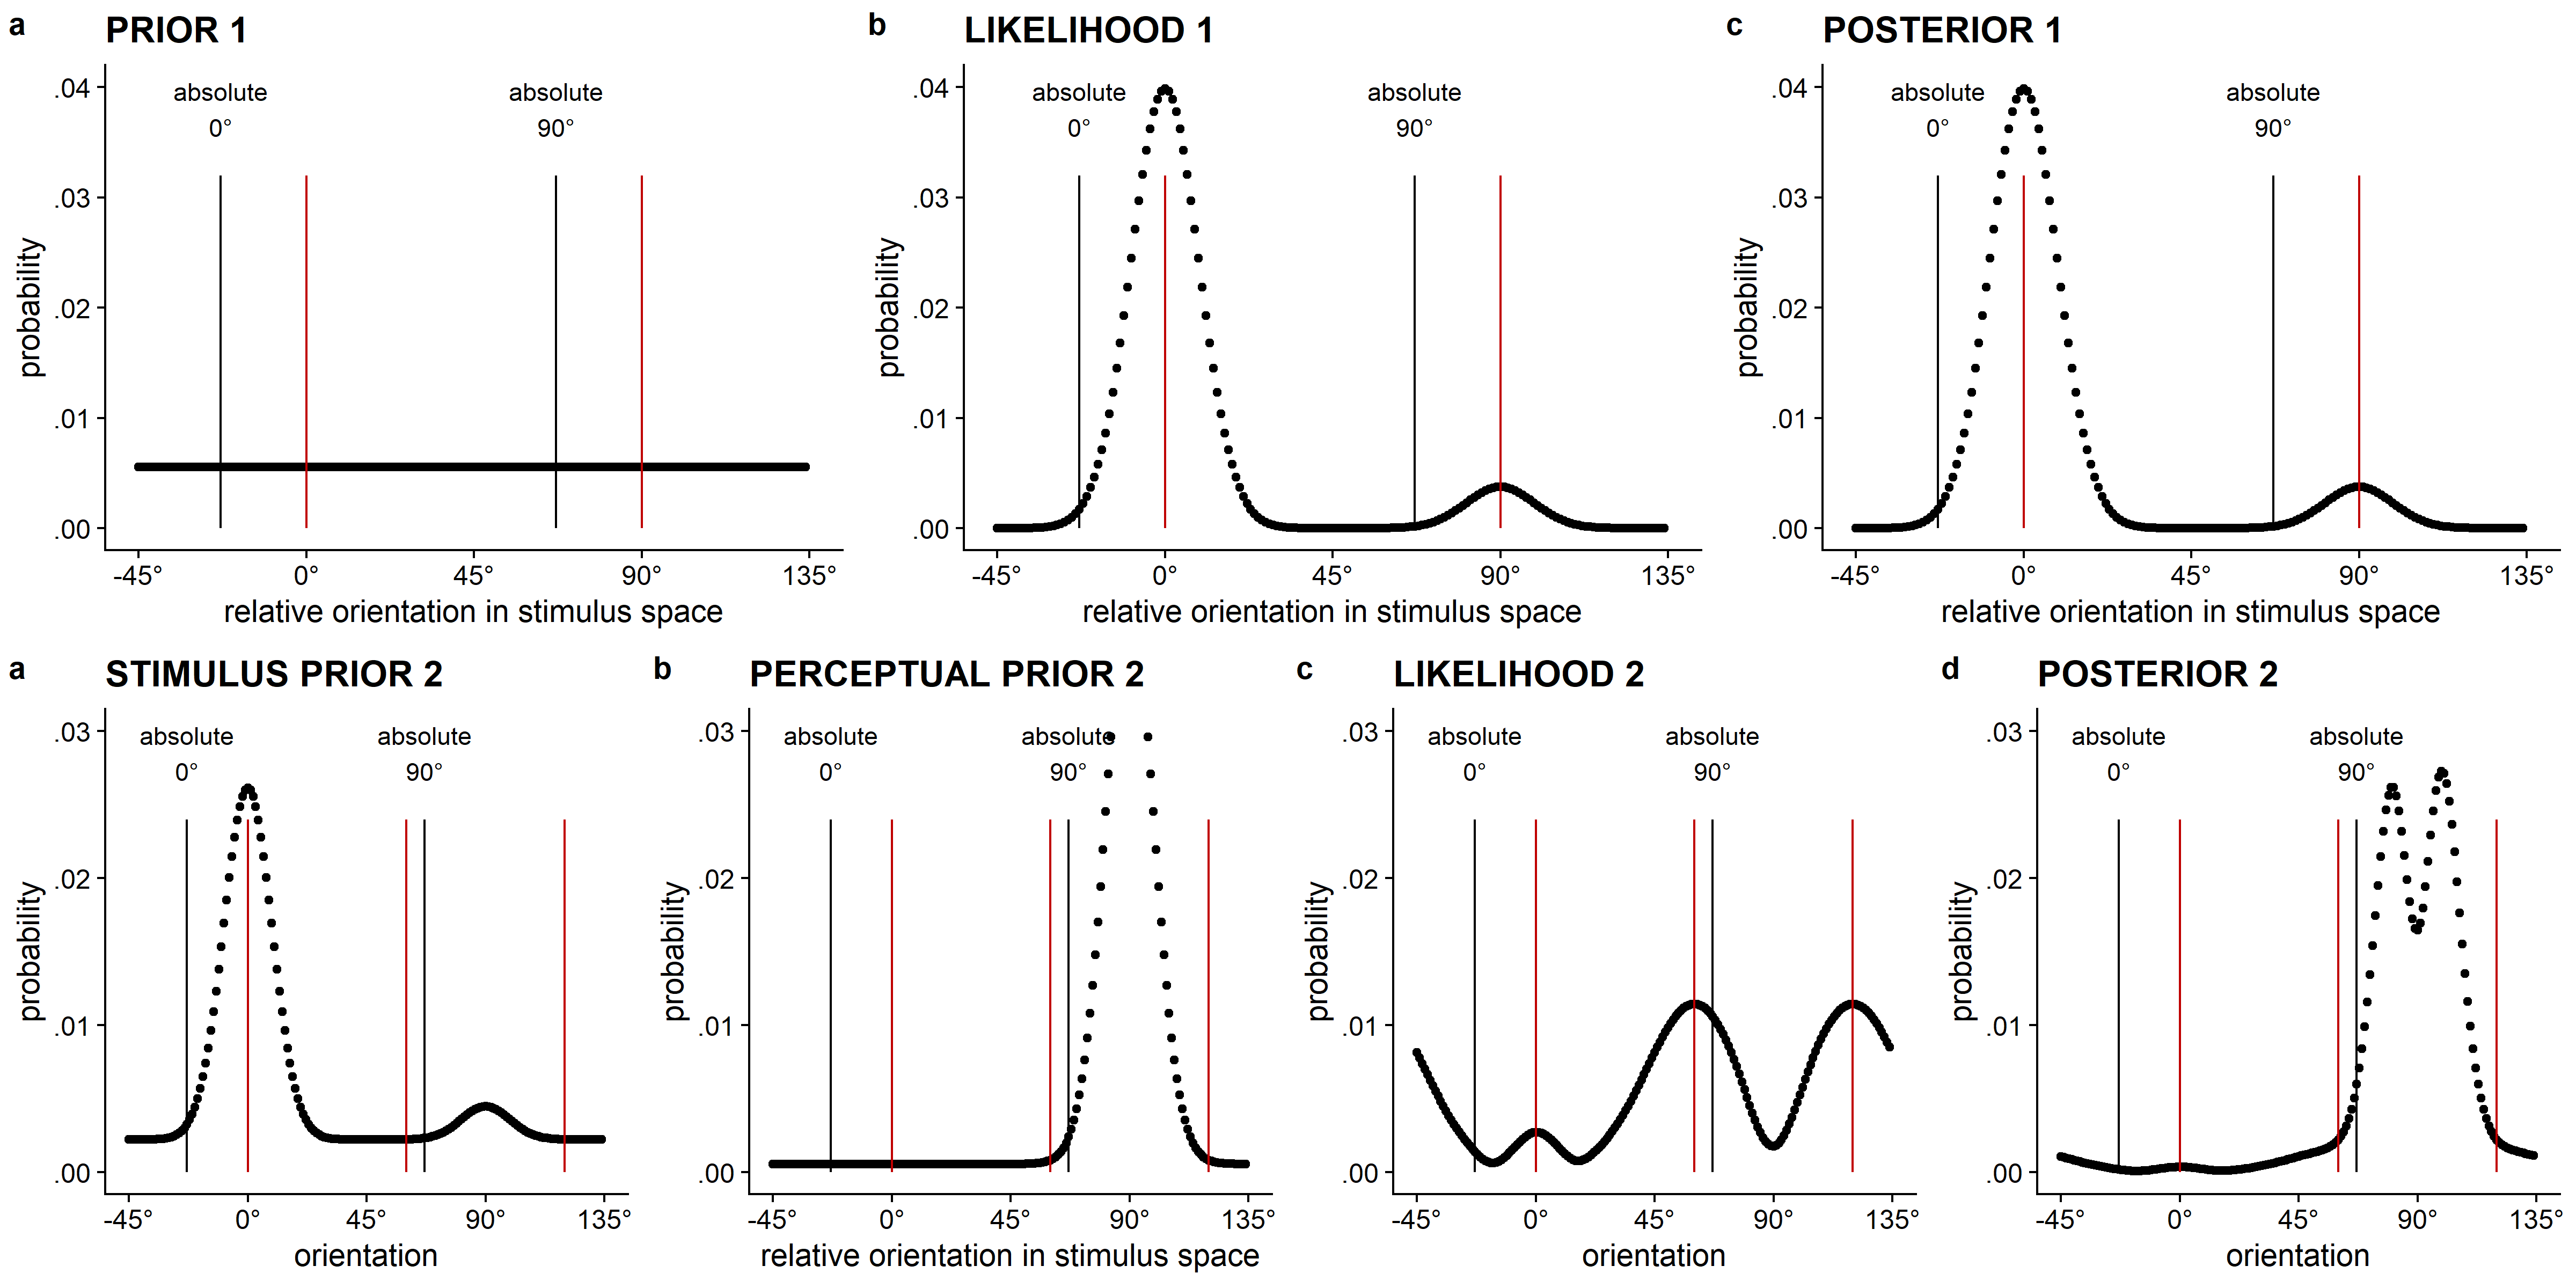 a PRIOR 1
absolute absolute
0° 90°
.04
.03
.02
.01
.00
probability
-45° 0° 45° 90° 135°
relative orientation in stimulus space
b LIKELIHOOD 1
absolute absolute
0° 90°
.04
.03
.02
.01
.00
probability
-45° 0° 45° 90° 135°
relative orientation in stimulus space
c POSTERIOR 1
absolute absolute
0° 90°
.04
.03
.02
.01
.00
probability
-45° 0° 45° 90° 135°
relative orientation in stimulus space
a STIMULUS PRIOR 2
absolute absolute
0° 90°
.03
.02
.01
.00
probability
-45° 0° 45° 90° 135°
orientation
b PERCEPTUAL PRIOR 2
absolute absolute
0° 90°
.03
.02
.01
.00
probability
-45° 0° 45° 90° 135°
relative orientation in stimulus space
c LIKELIHOOD 2
absolute absolute
0° 90°
.03
.02
.01
.00
probability
-45° 0° 45° 90° 135°
orientation
d POSTERIOR 2
absolute absolute
0° 90°
.03
.02
.01
.00
probability
-45° 0° 45° 90° 135°
orientation